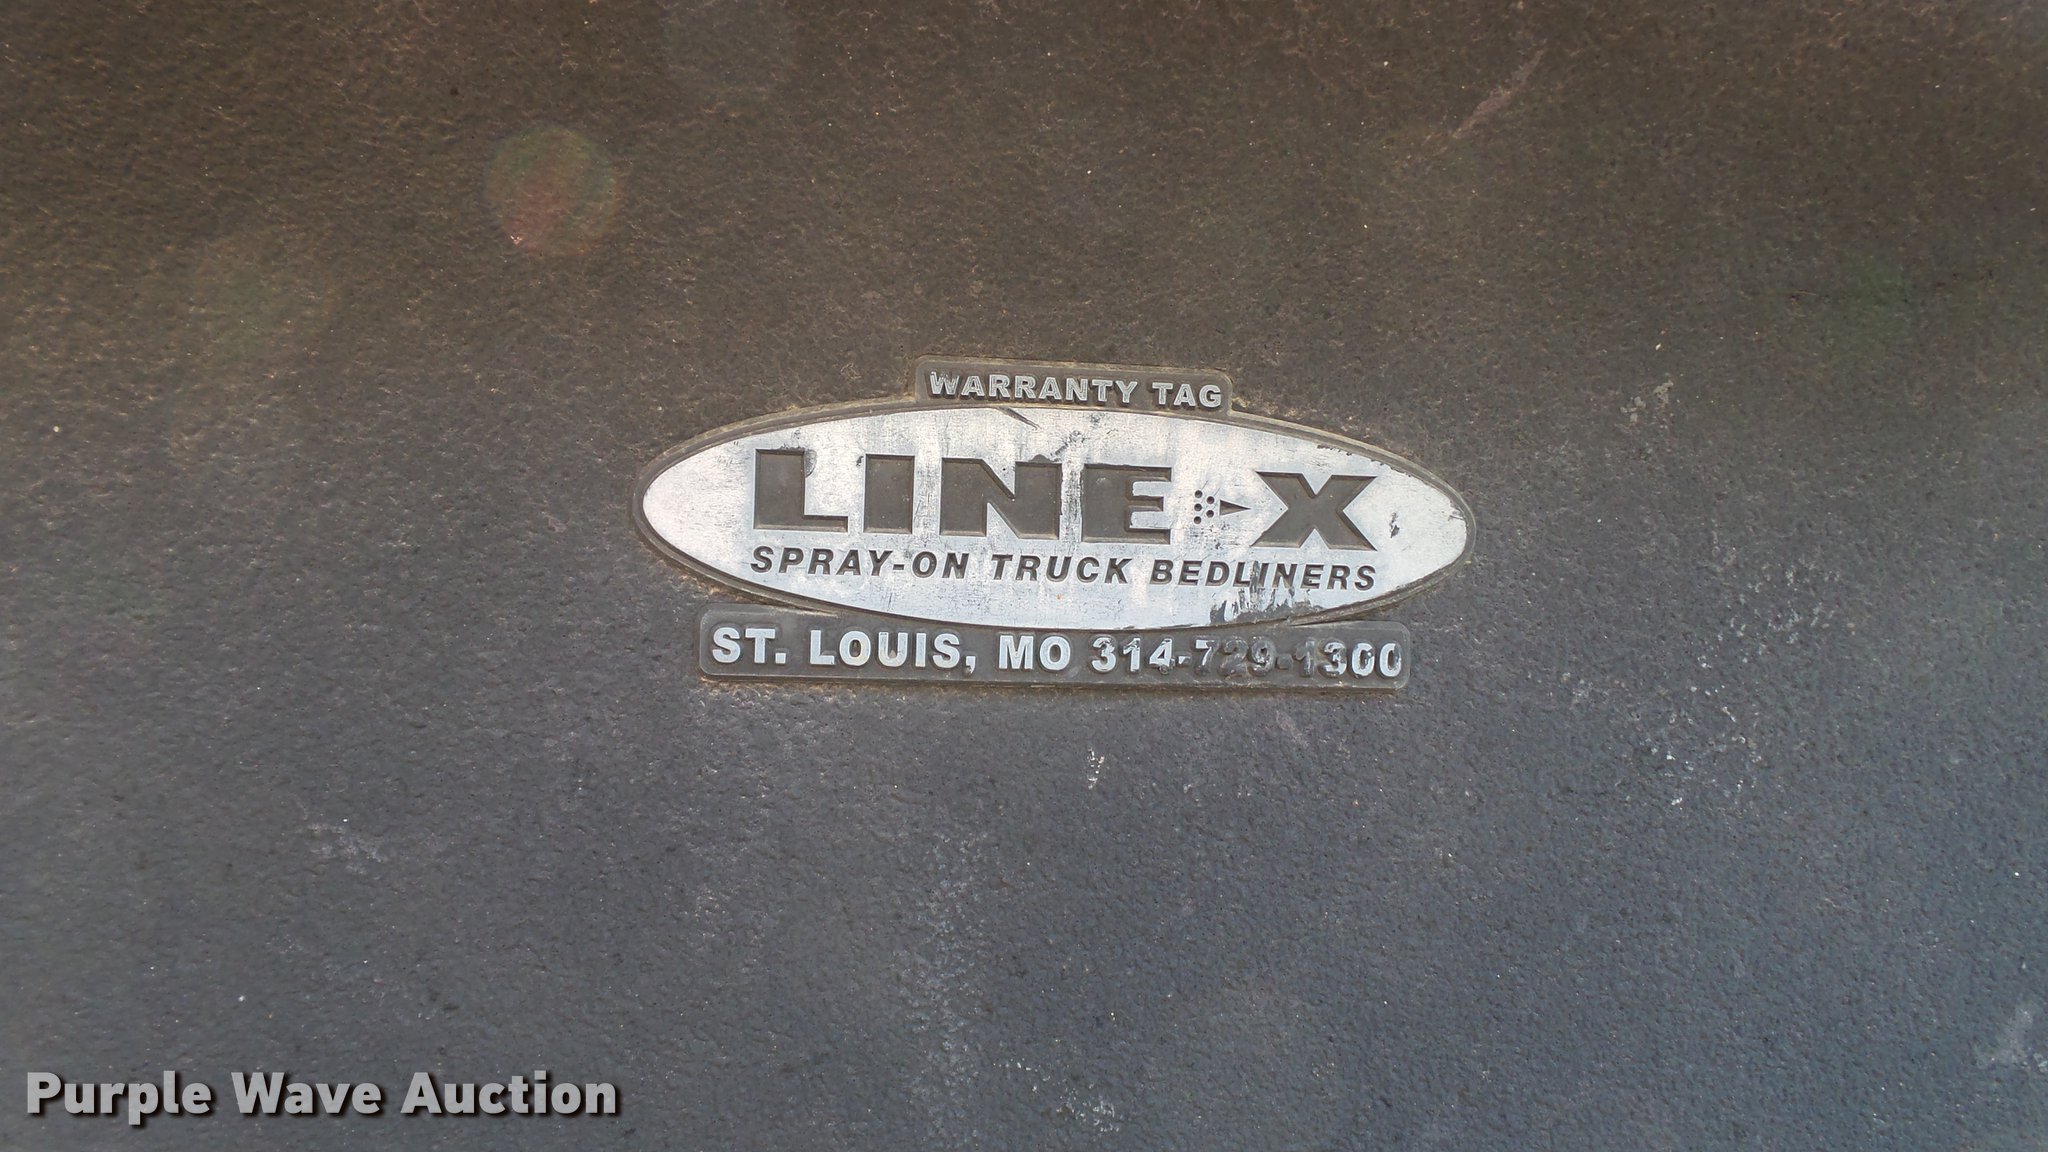 WARRANTY TAG
LINE-X
SPRAY-ON TRUCK BEDLINERS
ST. LOUIS, MO 314-729-1300
Purple Wave Auction